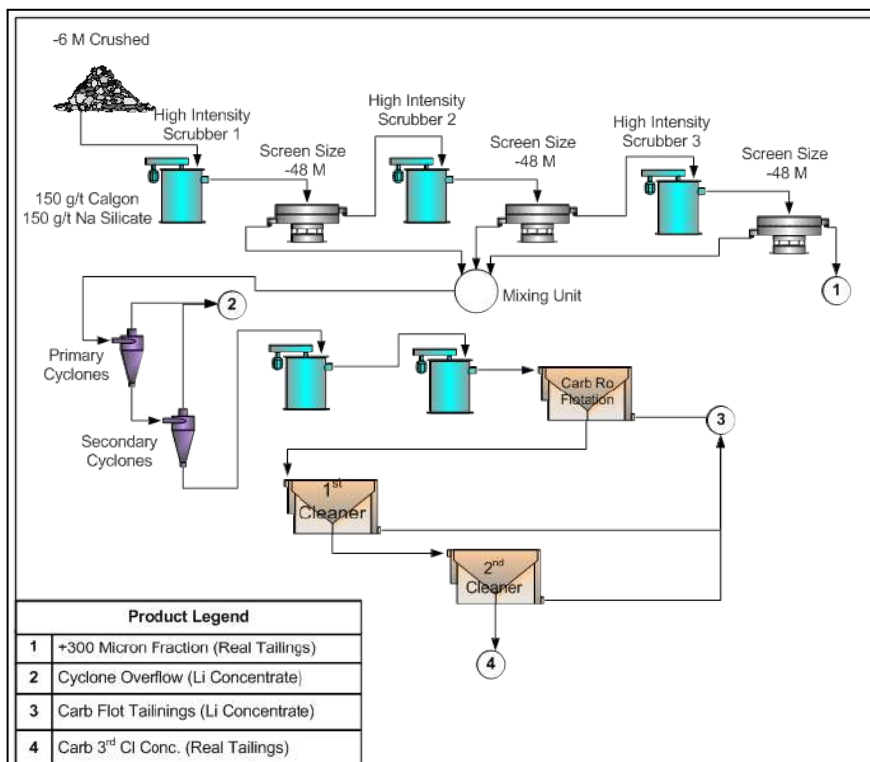 -6 M Crushed
High Intensity
Scrubber 1
High Intensity
Scrubber 2
High Intensity
Scrubber 3
Screen Size
-48 M
Screen Size
-48 M
Screen Size
-48 M
150 g/t Calgon
150 g/t Na Silicate
1
Mixing Unit
2
Primary
Cyclones
Secondary
Cyclones
Carb Ro
Flotation
3
1st
Cleaner
2nd
Cleaner
4
Product Legend
1 +300 Micron Fraction (Real Tailings)
2 Cyclone Overflow (Li Concentrate)
3 Carb Flot Tailinings (Li Concentrate)
4 Carb 3rd Cl Conc. (Real Tailings)